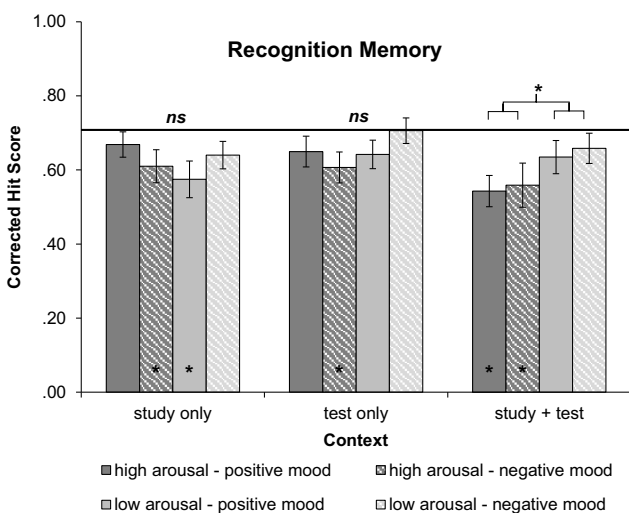 1.00
Recognition Memory
.80
*
ns
ns
.60
Corrected Hit Score
.40
.20
* * * * *
.00
study only test only study + test
Context
high arousal - positive mood high arousal - negative mood
low arousal - positive mood low arousal - negative mood